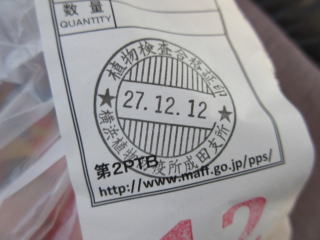 数量
QUANTITY
植物検査合格証印
27.12.12
横浜植物防疫所成田支所
第2PTB
http://www.maff.go.jp/pps/
42